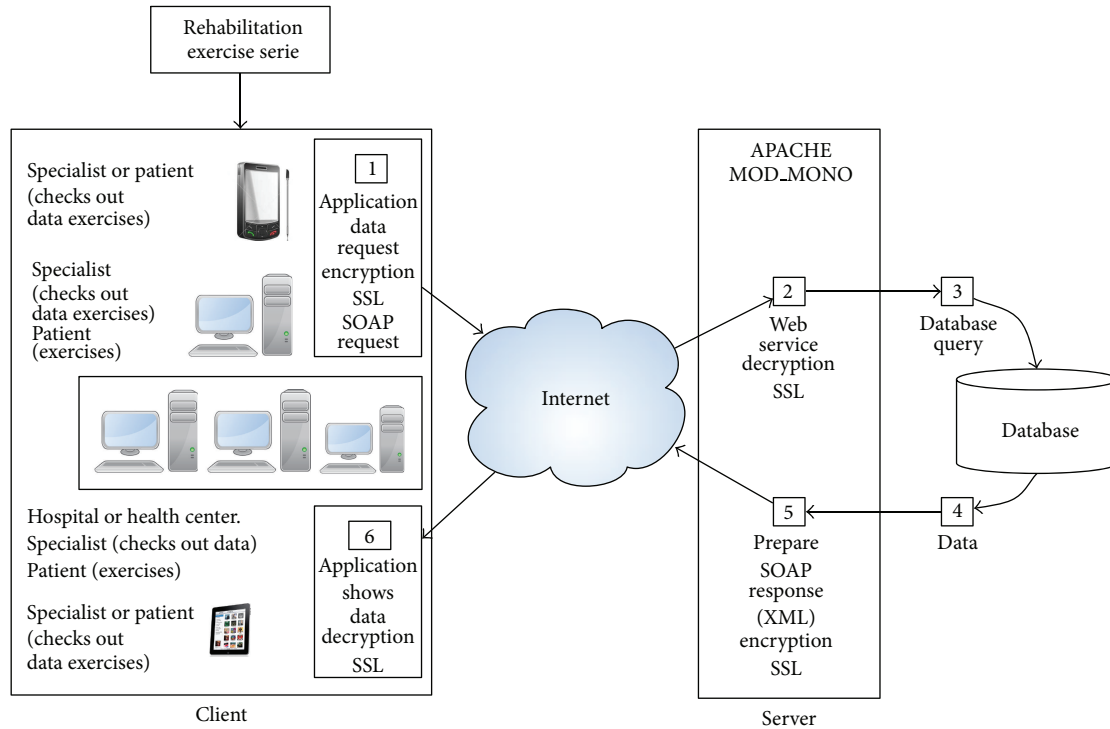 Rehabilitation
exercise serie
Specialist or patient
(checks out
data exercises)
1
Application
data
request
encryption
SSL
SOAP
request
Specialist
(checks out
data exercises)
Patient
(exercises)
Hospital or health center.
Specialist (checks out data)
Patient (exercises)
Specialist or patient
(checks out
data exercises)
6
Application
shows
data
decryption
SSL
Client
Internet
APACHE
MOD_MONO
2
Web
service
decryption
SSL
3
Database
query
Database
4
Data
5
Prepare
SOAP
response
(XML)
encryption
SSL
Server